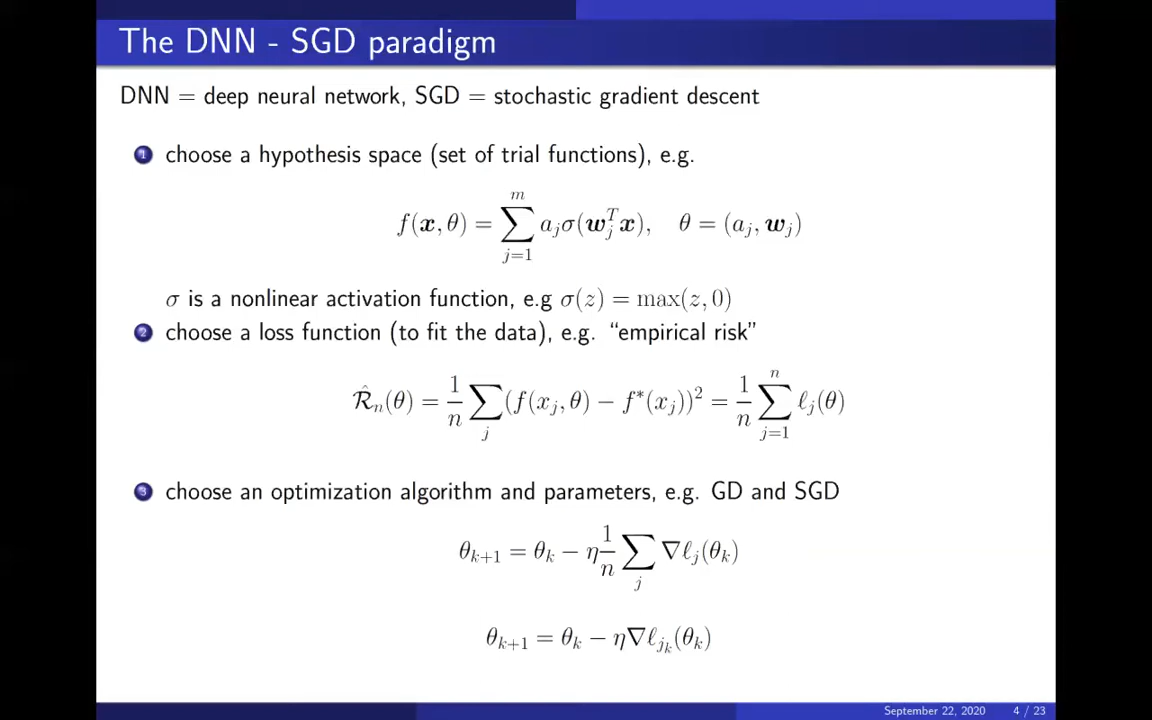 The DNN - SGD paradigm
DNN = deep neural network, SGD = stochastic gradient descent
1 choose a hypothesis space (set of trial functions), e.g.
f(x, θ) = ∑_{j=1}^{m} a_j σ(w_j^T x), θ = (a_j, w_j)
σ is a nonlinear activation function, e.g σ(z) = max(z, 0)
2 choose a loss function (to fit the data), e.g. “empirical risk”
R̂_n(θ) = 1/n ∑_j (f(x_j, θ) − f*(x_j))² = 1/n ∑_{j=1}^{n} ℓ_j(θ)
3 choose an optimization algorithm and parameters, e.g. GD and SGD
θ_{k+1} = θ_k − η 1/n ∑_j ∇ℓ_j(θ_k)
θ_{k+1} = θ_k − η∇ℓ_{j_k}(θ_k)
September 22, 2020 4 / 23